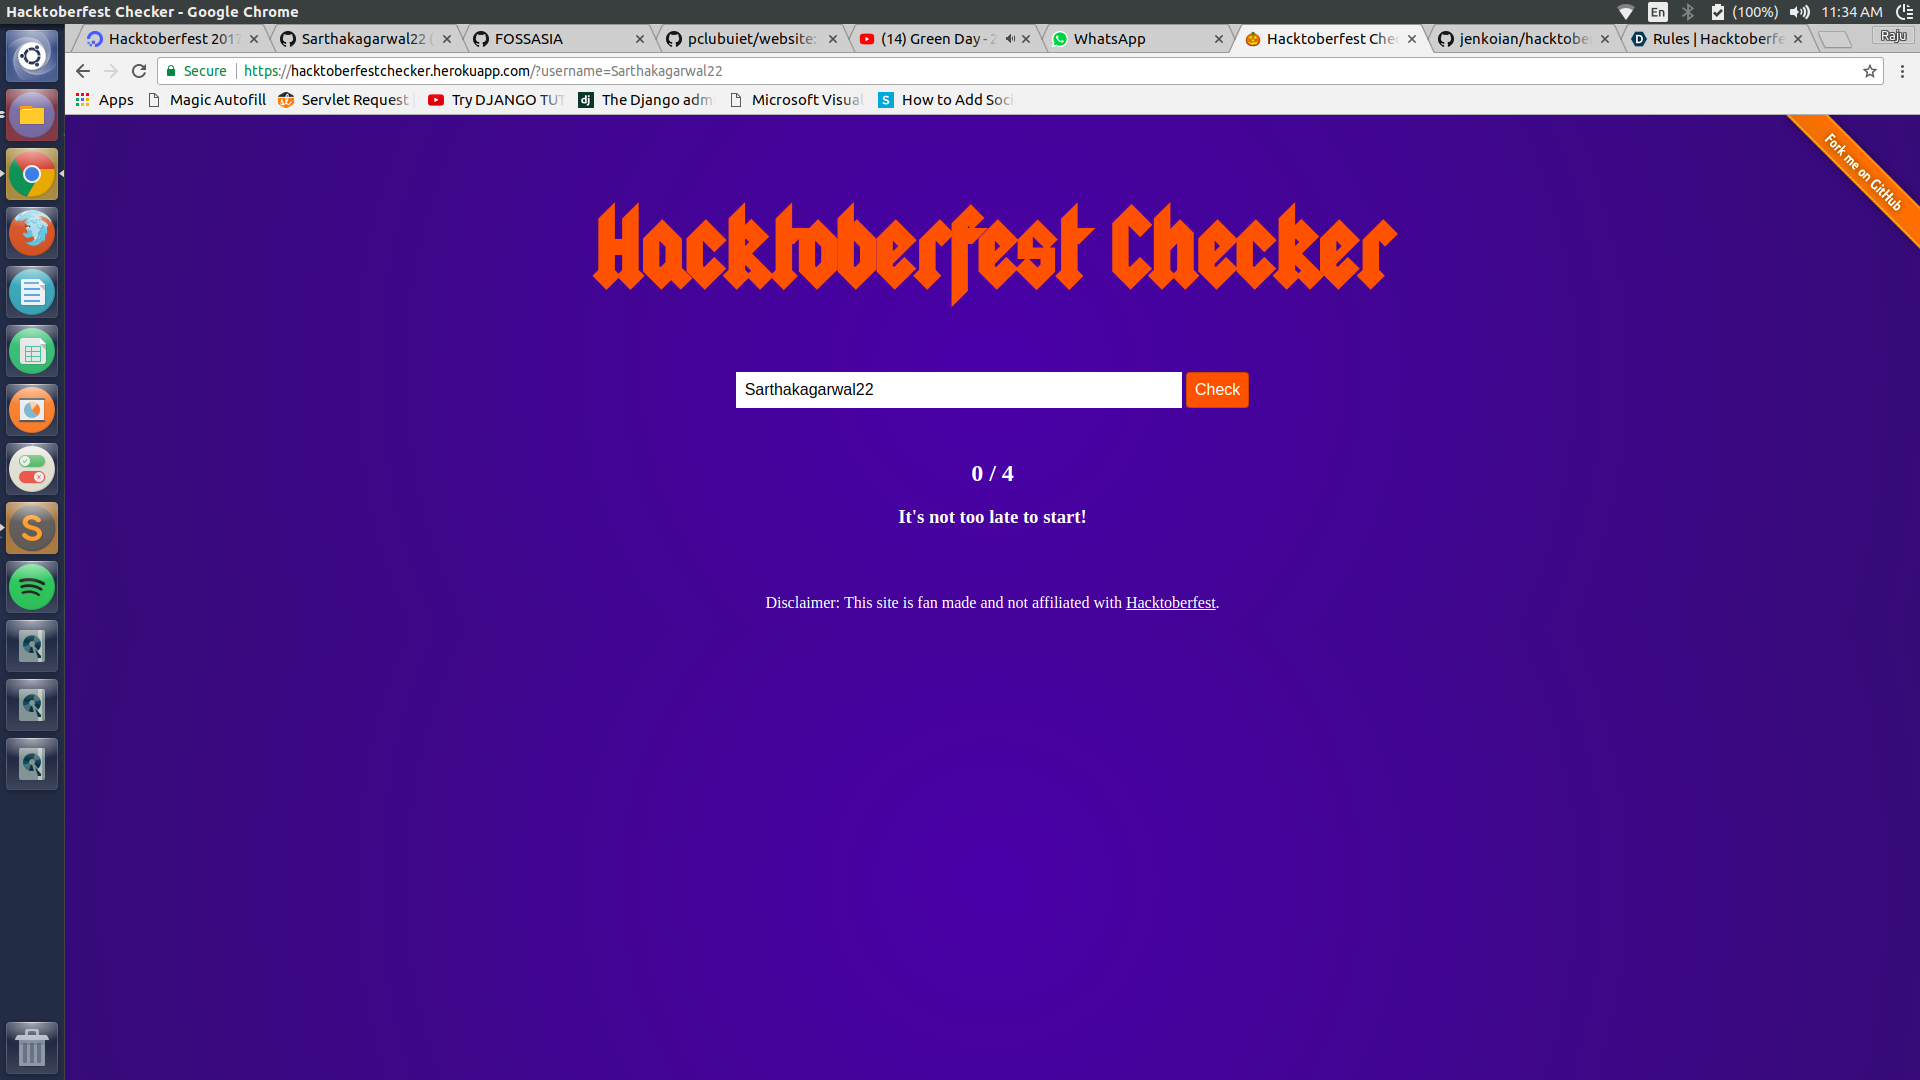 Hacktoberfest Checker - Google Chrome
En
(100%)
11:34 AM
Hacktoberfest 2017
Sarthakagarwal22 (
FOSSASIA
pclubuiet/website:
(14) Green Day - 2
WhatsApp
Hacktoberfest Che
jenkoian/hacktobe
Rules | Hacktoberfe
Raju
Secure
https://hacktoberfestchecker.herokuapp.com/?username=Sarthakagarwal22
Apps
Magic Autofill
Servlet Request
Try DJANGO TUT
The Django adm
Microsoft Visual
How to Add Soci
Fork me on GitHub
Hacktoberfest Checker
Sarthakagarwal22
Check
0 / 4
It's not too late to start!
Disclaimer: This site is fan made and not affiliated with Hacktoberfest.